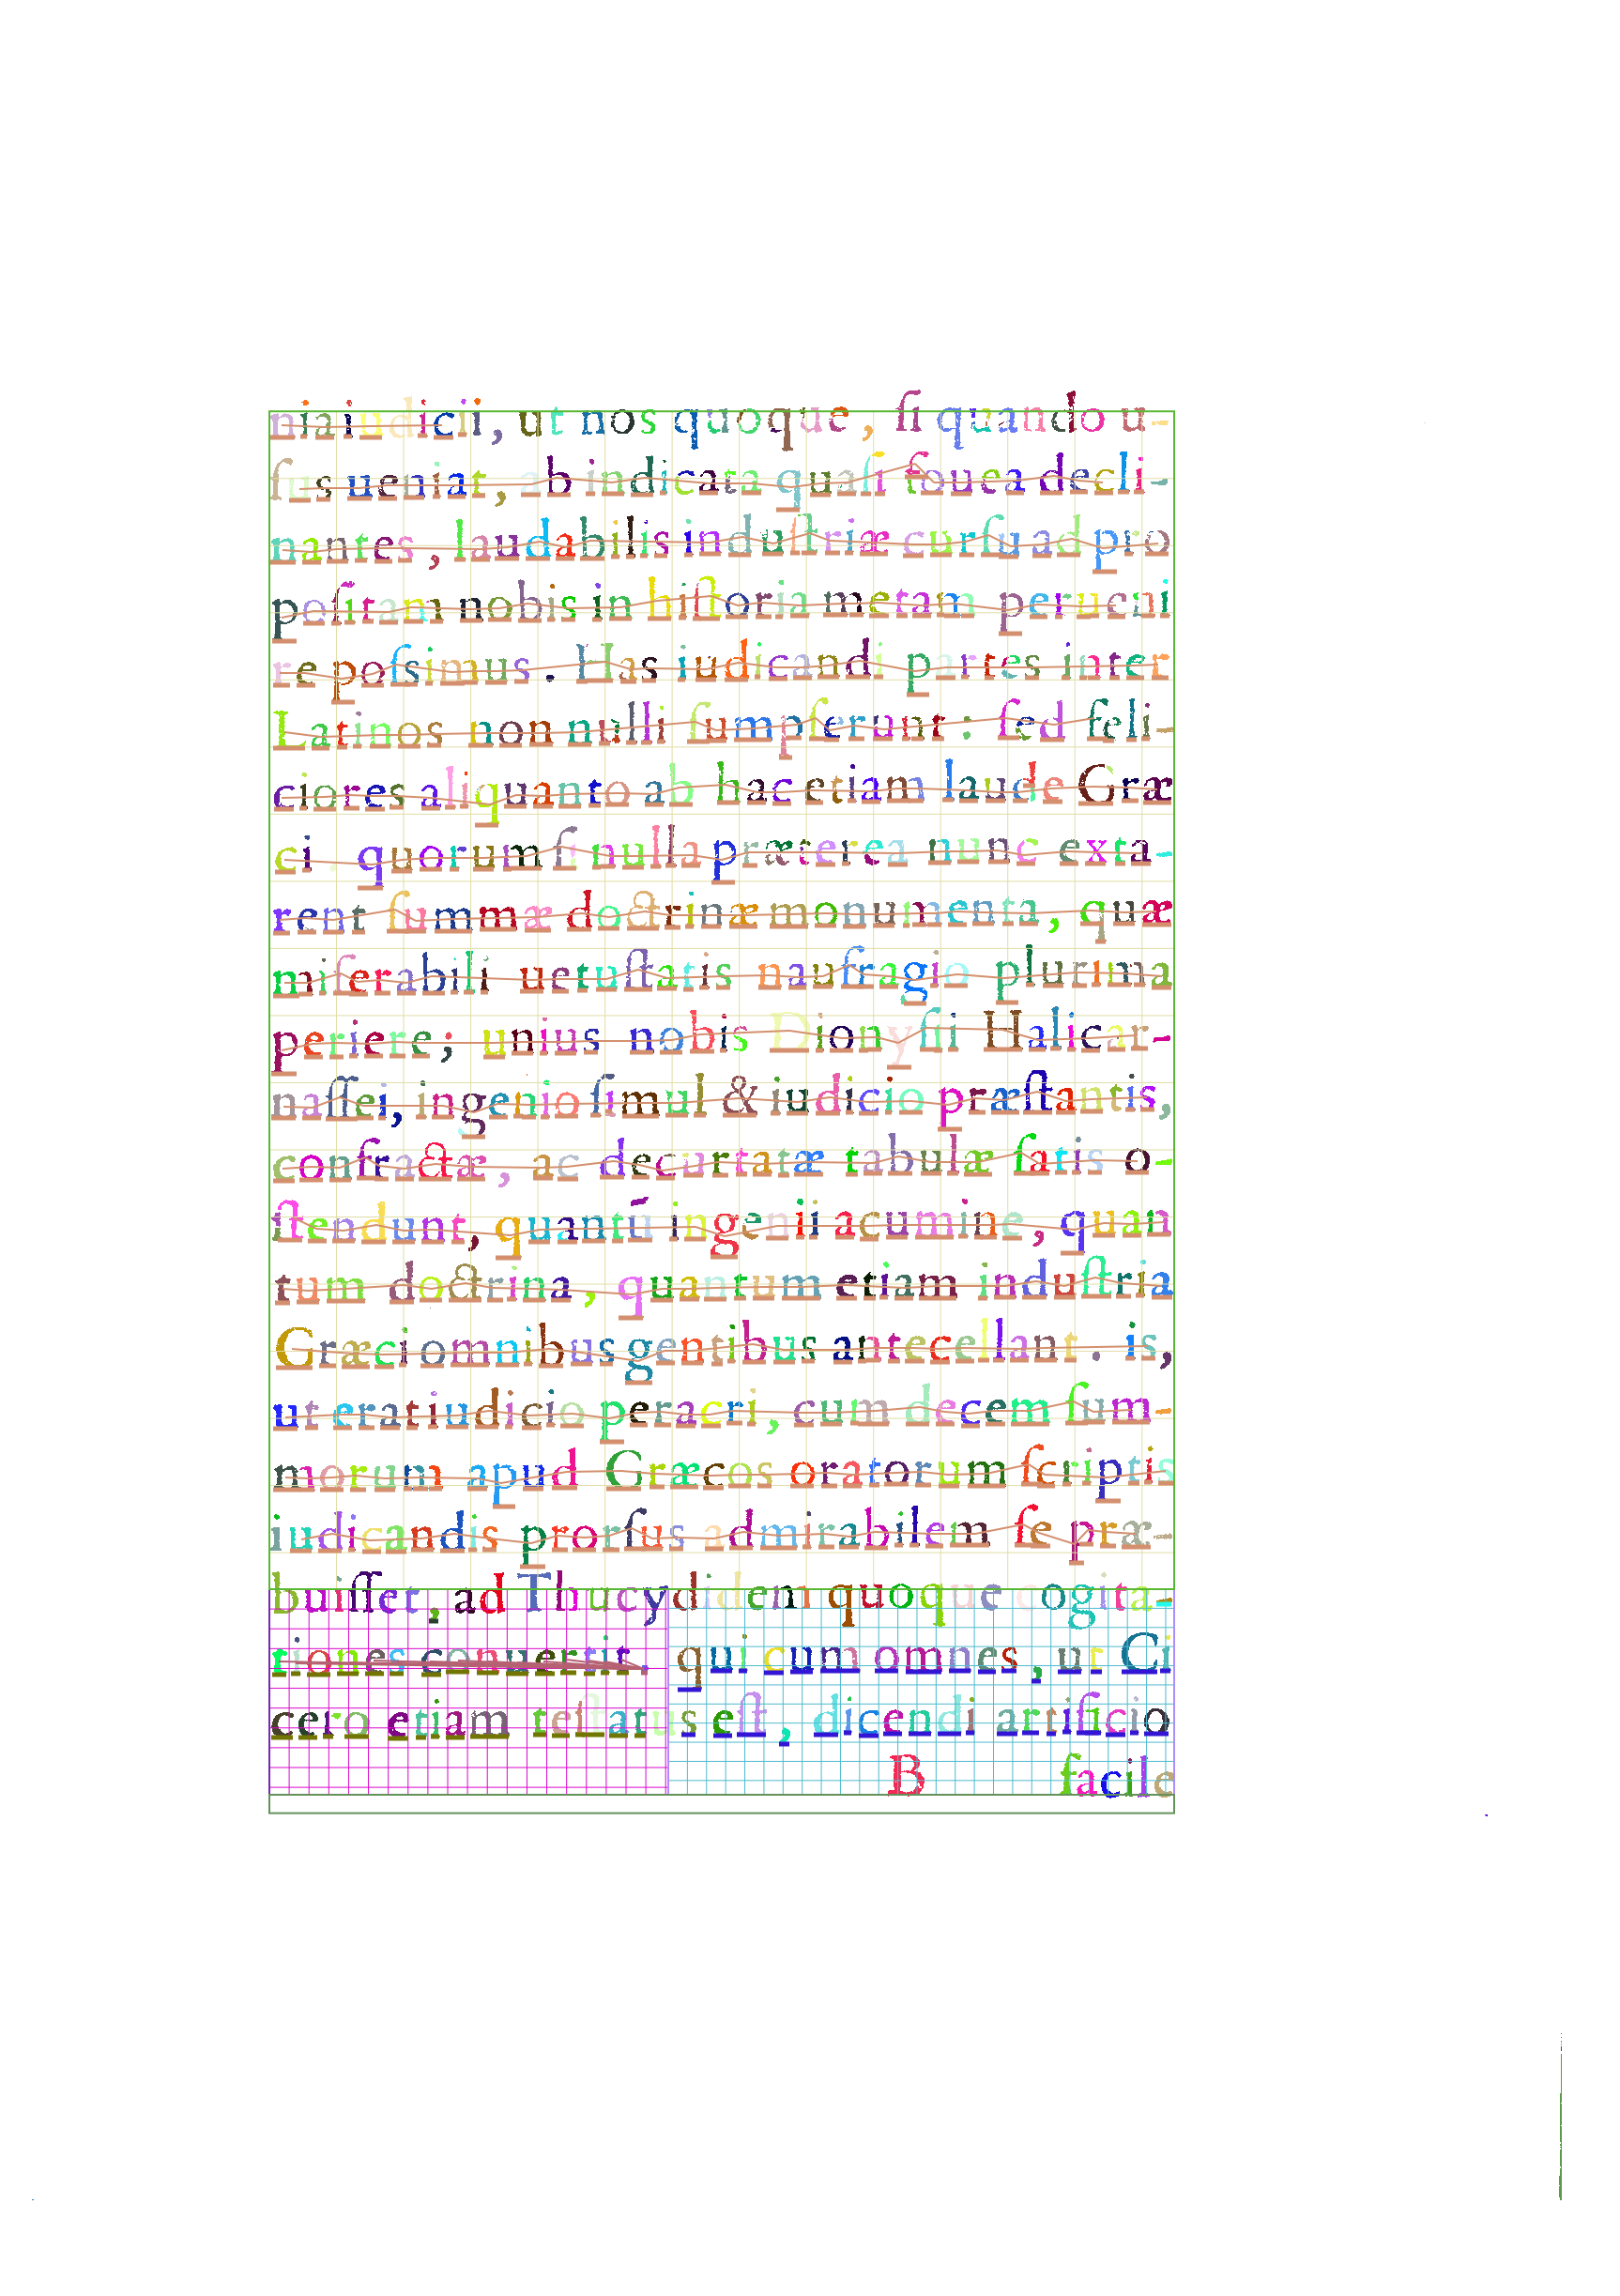 nia iudicii, ut nos quoque, ſi quando u-
ſus ueniat, ab indicata quaſi fouea decli-
nantes, laudabilis induſtriæ curſu ad pro
poſitam nobis in hiſtoria metam perueni
re poſsimus. Has iudicandi partes inter
Latinos non nulli ſumpſerunt: ſed feli-
ciores aliquanto ab hac etiam laude Græ
ci quorum ſi nulla præterea nunc exta-
rent ſummæ doctrinæ monumenta, quæ
miſerabili uetuſtatis naufragio plurima
periere; unius nobis Dionyſii Halicar-
naſſei, ingenio ſimul & iudicio præſtantis,
confractæ, ac decurtatæ tabulæ ſatis o-
ſtendunt, quantū ingenii acumine, quan
tum doctrina, quantum etiam induſtria
Græci omnibus gentibus antecellant. is,
ut erat iudicio peracri, cum decem ſum-
morum apud Græcos oratorum ſcriptis
iudicandis prorſus admirabilem ſe præ-
buiſſet, ad Thucydidem quoque cogita-
tiones conuertit. qui cum omnes, ut Ci
cero etiam teſtatus eſt, dicendi artificio
B facile